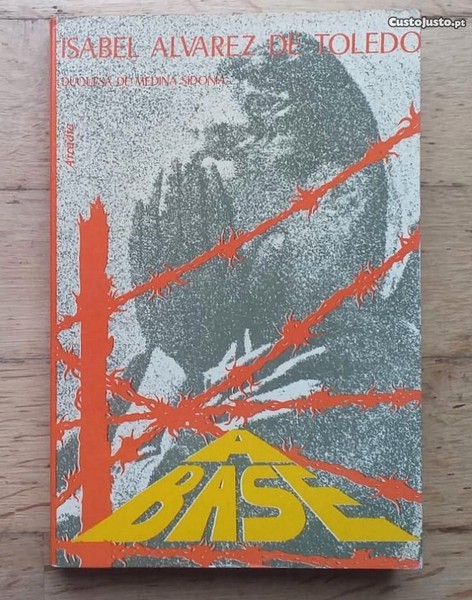 CustoJusto.pt
ISABEL ALVAREZ DE TOLEDO
DUQUESA DE MEDINA SIDONIA
Arcádia
A
BASE